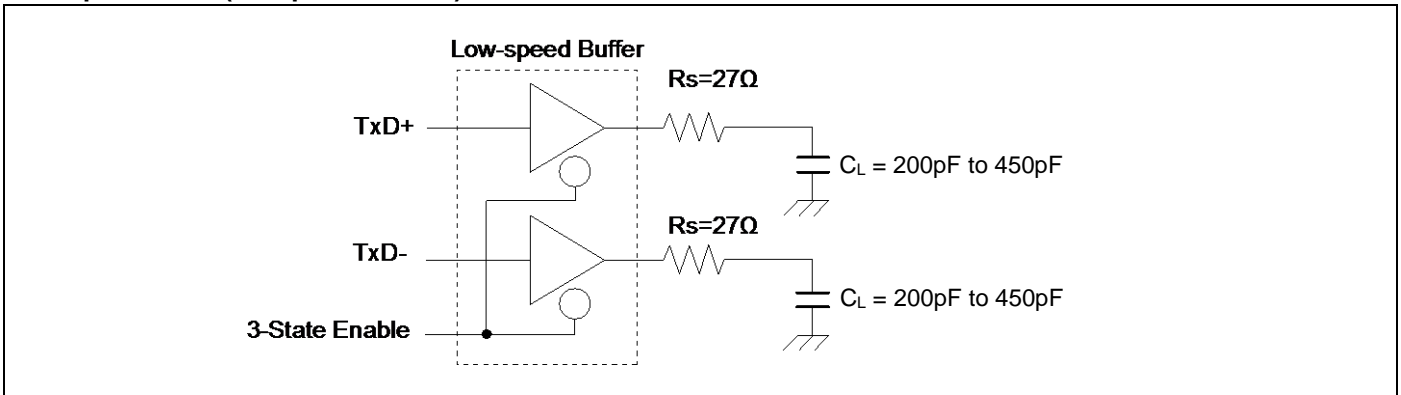 Low-speed Buffer
Rs=27Ω
TxD+
CL = 200pF to 450pF
Rs=27Ω
TxD-
CL = 200pF to 450pF
3-State Enable